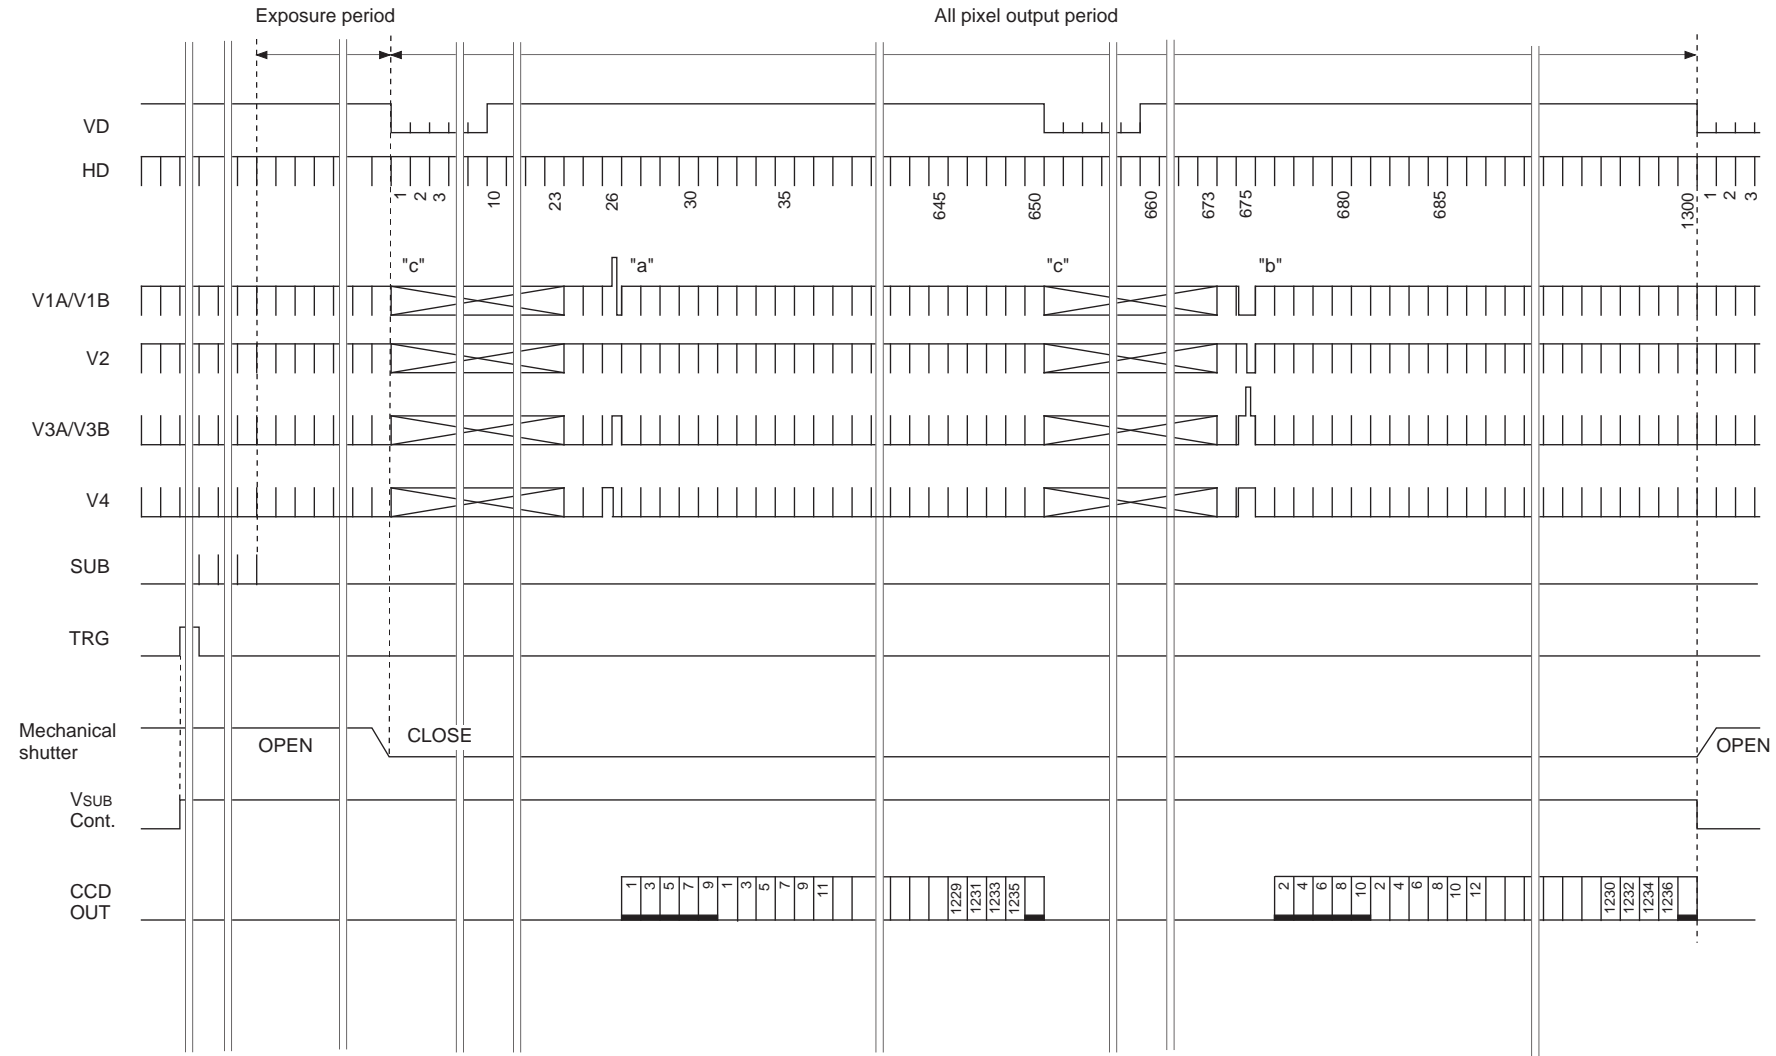 Exposure period
All pixel output period
VD
HD
1 2 3 10 23 26 30 35 645 650 660 673 675 680 685 1300 1 2 3
"c" "a" "c" "b"
V1A/V1B
V2
V3A/V3B
V4
SUB
TRG
Mechanical
shutter
OPEN
CLOSE
OPEN
VSUB
Cont.
CCD
OUT
1 3 5 7 9 1 3 5 7 9 11 1229 1231 1233 1235 2 4 6 8 10 2 4 6 8 10 12 1230 1232 1234 1236